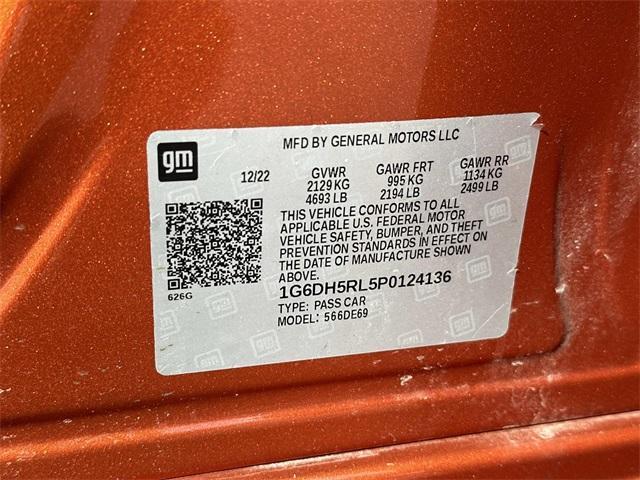 gm
MFD BY GENERAL MOTORS LLC
12/22 GVWR GAWR FRT GAWR RR
2129 KG 995 KG 1134 KG
4693 LB 2194 LB 2499 LB
THIS VEHICLE CONFORMS TO ALL
APPLICABLE U.S. FEDERAL MOTOR
VEHICLE SAFETY, BUMPER, AND THEFT
PREVENTION STANDARDS IN EFFECT ON
THE DATE OF MANUFACTURE SHOWN
ABOVE.
626G
1G6DH5RL5P0124136
TYPE: PASS CAR
MODEL: 566DE69